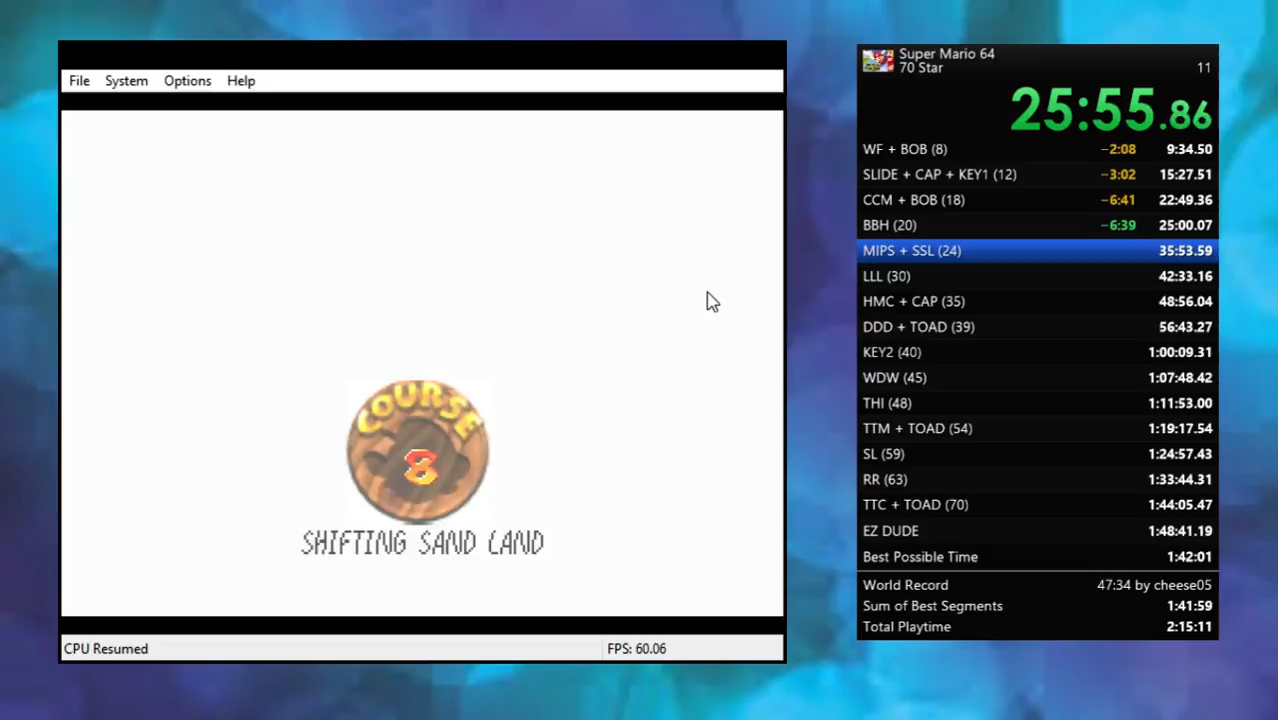 File System Options Help
COURSE
8
SHIFTING SAND LAND
CPU Resumed FPS: 60.06
Super Mario 64
70 Star 11
25:55.86
WF + BOB (8) −2:08 9:34.50
SLIDE + CAP + KEY1 (12) −3:02 15:27.51
CCM + BOB (18) −6:41 22:49.36
BBH (20) −6:39 25:00.07
MIPS + SSL (24) 35:53.59
LLL (30) 42:33.16
HMC + CAP (35) 48:56.04
DDD + TOAD (39) 56:43.27
KEY2 (40) 1:00:09.31
WDW (45) 1:07:48.42
THI (48) 1:11:53.00
TTM + TOAD (54) 1:19:17.54
SL (59) 1:24:57.43
RR (63) 1:33:44.31
TTC + TOAD (70) 1:44:05.47
EZ DUDE 1:48:41.19
Best Possible Time 1:42:01
World Record 47:34 by cheese05
Sum of Best Segments 1:41:59
Total Playtime 2:15:11